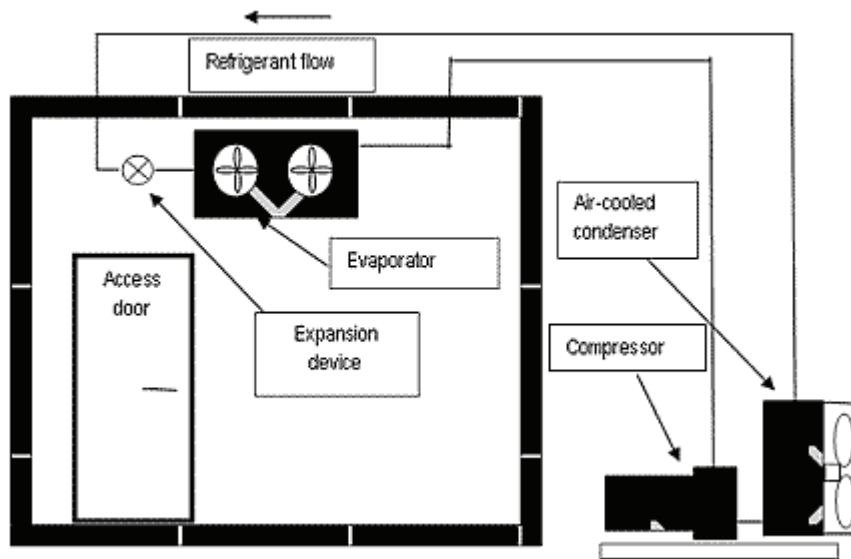 Refrigerant flow
Air-cooled
condenser
Evaporator
Access
door
Expansion
device
Compressor